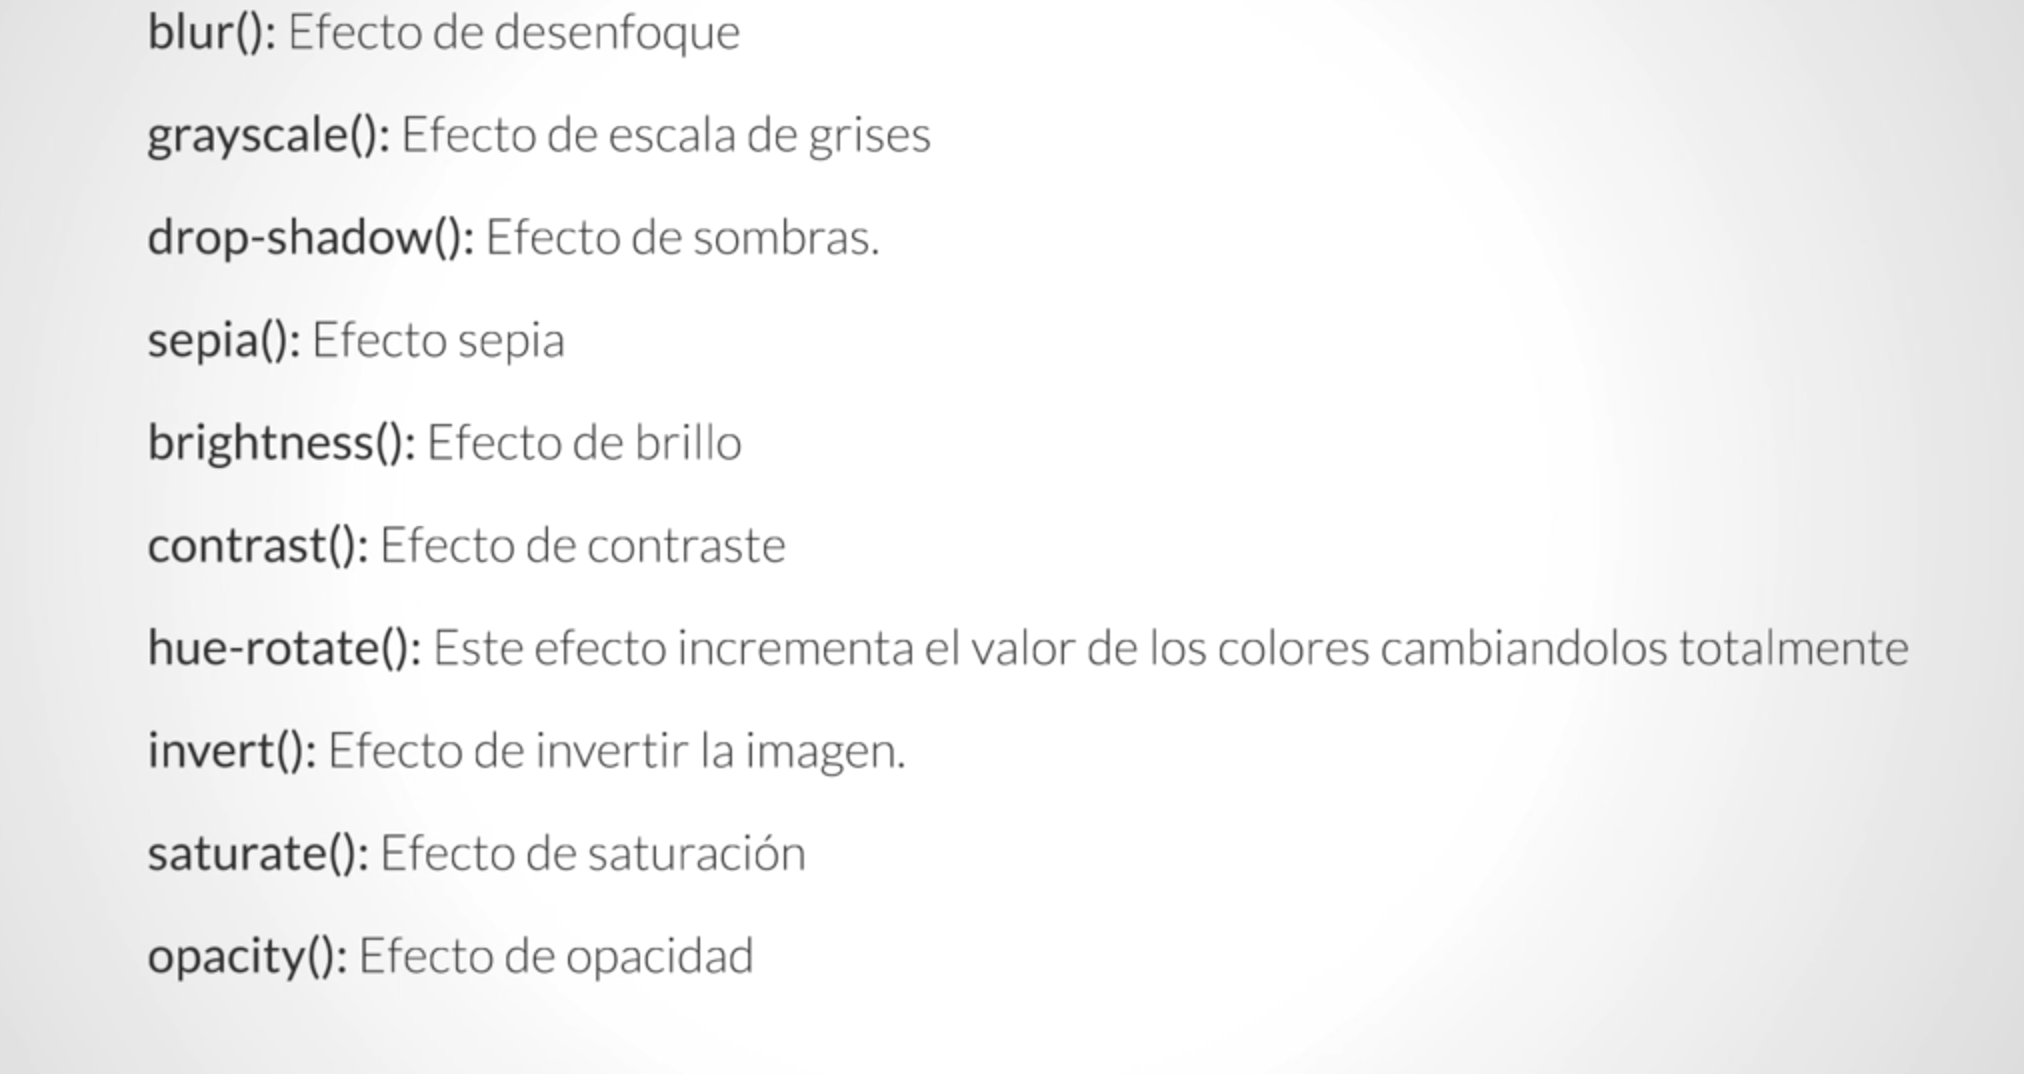 blur(): Efecto de desenfoque
grayscale(): Efecto de escala de grises
drop-shadow(): Efecto de sombras.
sepia(): Efecto sepia
brightness(): Efecto de brillo
contrast(): Efecto de contraste
hue-rotate(): Este efecto incrementa el valor de los colores cambiandolos totalmente
invert(): Efecto de invertir la imagen.
saturate(): Efecto de saturación
opacity(): Efecto de opacidad